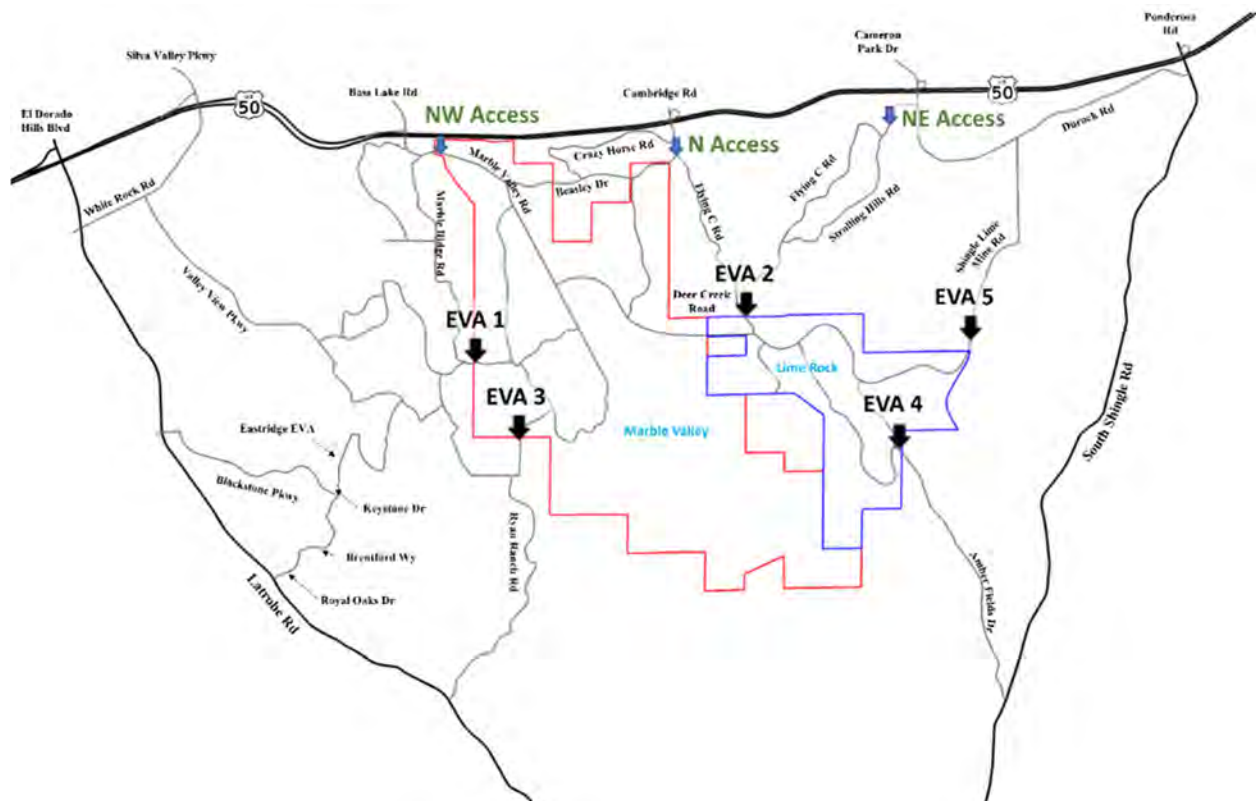 Ponderosa
Rd
Silva Valley Pkwy
Cameron
Park Dr
US
50
US
50
Bass Lake Rd
Cambridge Rd
El Dorado
Hills Blvd
NW Access
NE Access
Durock Rd
N Access
Crazy Horse Rd
Marble Valley Rd
Beasley Dr
White Rock Rd
Flying C Rd
Flying C Rd
Strolling Hills Rd
Marble Ridge Rd
Shingle Lime
Mine Rd
Valley View Pkwy
EVA 2
Deer Creek
Road
EVA 5
EVA 1
Lime Rock
EVA 3
EVA 4
Marble Valley
South Shingle Rd
Eastridge EVA
Blackstone Pkwy
Keystone Dr
Ryan Ranch Rd
Brentford Wy
Royal Oaks Dr
Latrobe Rd
Amber Fields Dr